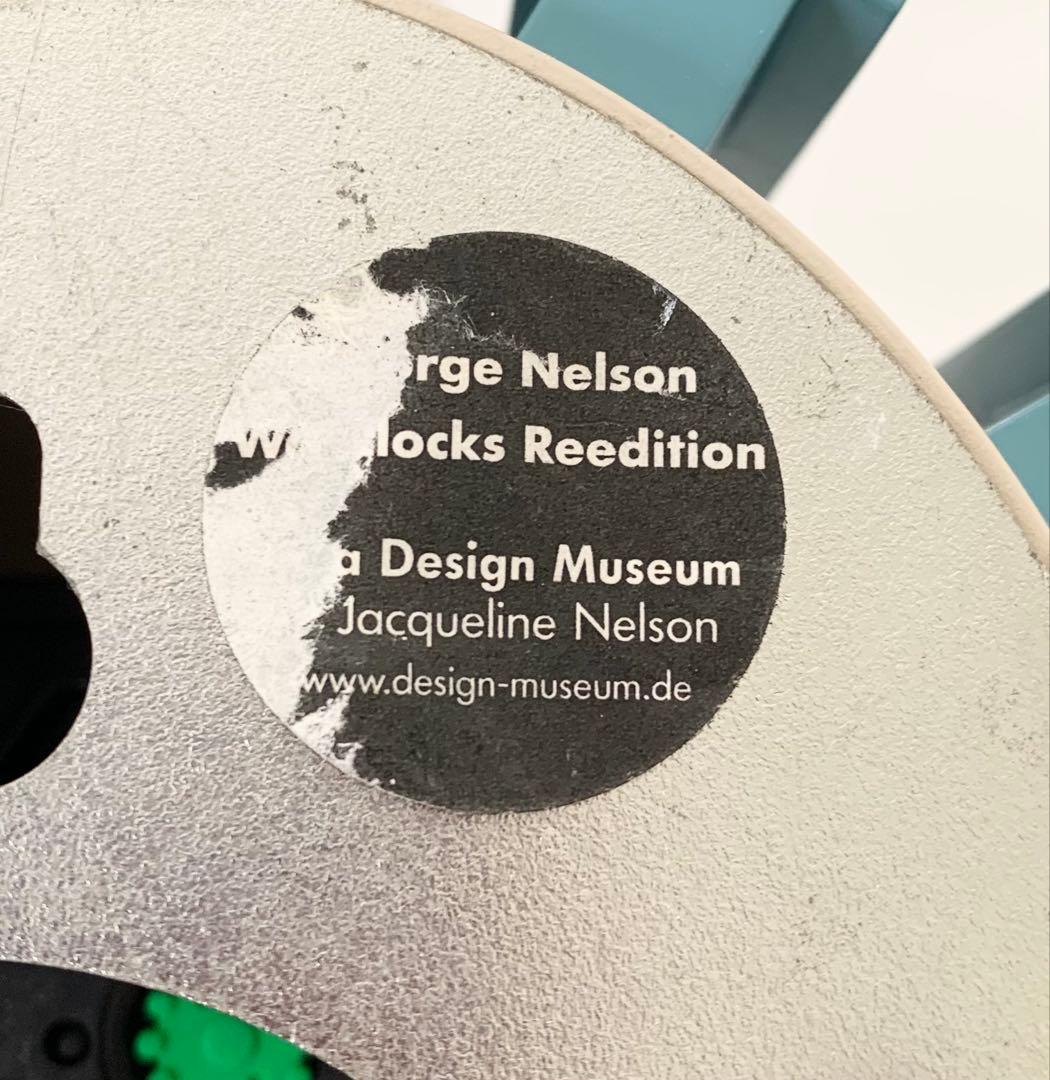 rge Nelson
locks Reedition
Design Museum
Jacqueline Nelson
www.design-museum.de